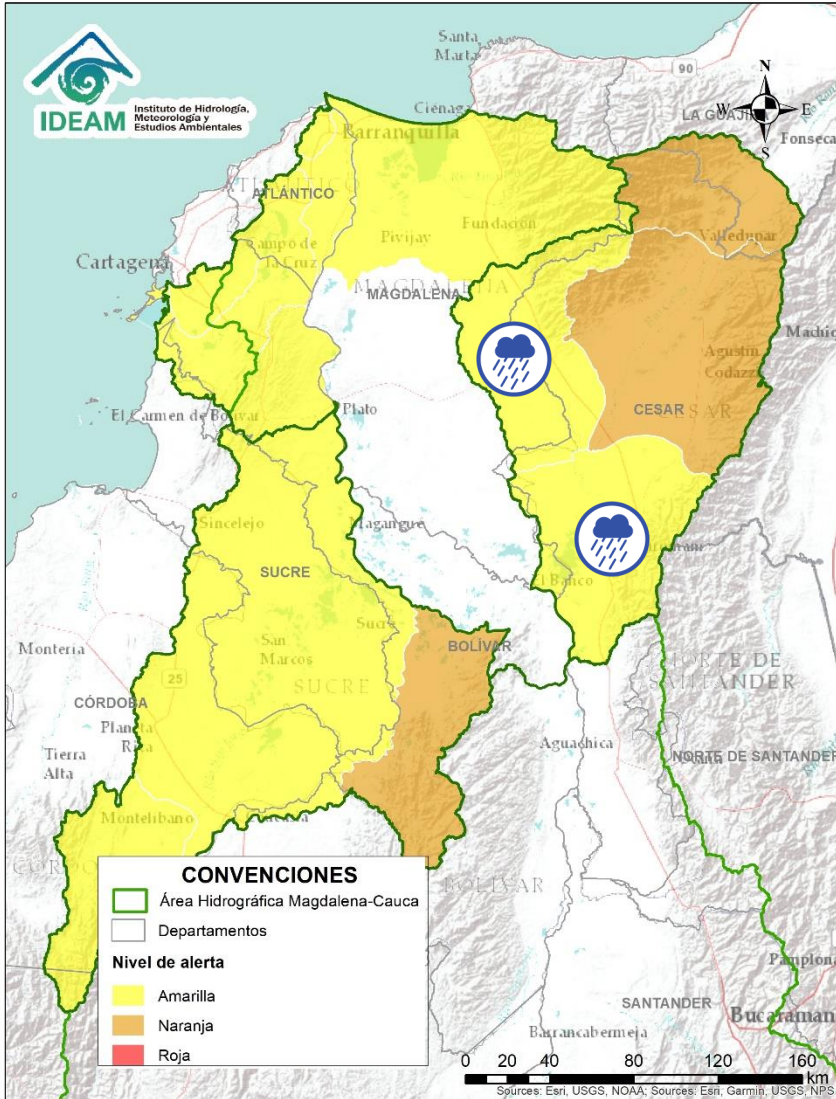 Santa
Marta
90
N
W E
S
IDEAM
Instituto de Hidrología,
Meteorología y
Estudios Ambientales
Ciénaga
Barranquilla
LA GUAJIRA
Fonseca
ATLÁNTICO
Fundación
Pivijay
Valledupar
Campo de
la Cruz
Cartagena
MAGDALENA
MAGDALENA
Agustín
Codazzi
El Carmen de Bolívar
Plato
CESAR
CESAR
Sincelejo
Magangue
SUCRE
El Banco
Sucre
San
Marcos
BOLÍVAR
Montería
25
SUCRE
NORTE DE
SANTANDER
CÓRDOBA
Planeta
Rica
Tierra
Alta
Aguachica
NORTE DE SANTANDER
Montelíbano
CONVENCIONES
Área Hidrográfica Magdalena-Cauca
Departamentos
Nivel de alerta
Amarilla
Naranja
Roja
BOLÍVAR
Pamplona
SANTANDER
Bucaraman
Barrancabermeja
0 20 40 80 120 160
km
Sources: Esri, USGS, NOAA; Sources: Esri, Garmin, USGS, NPS